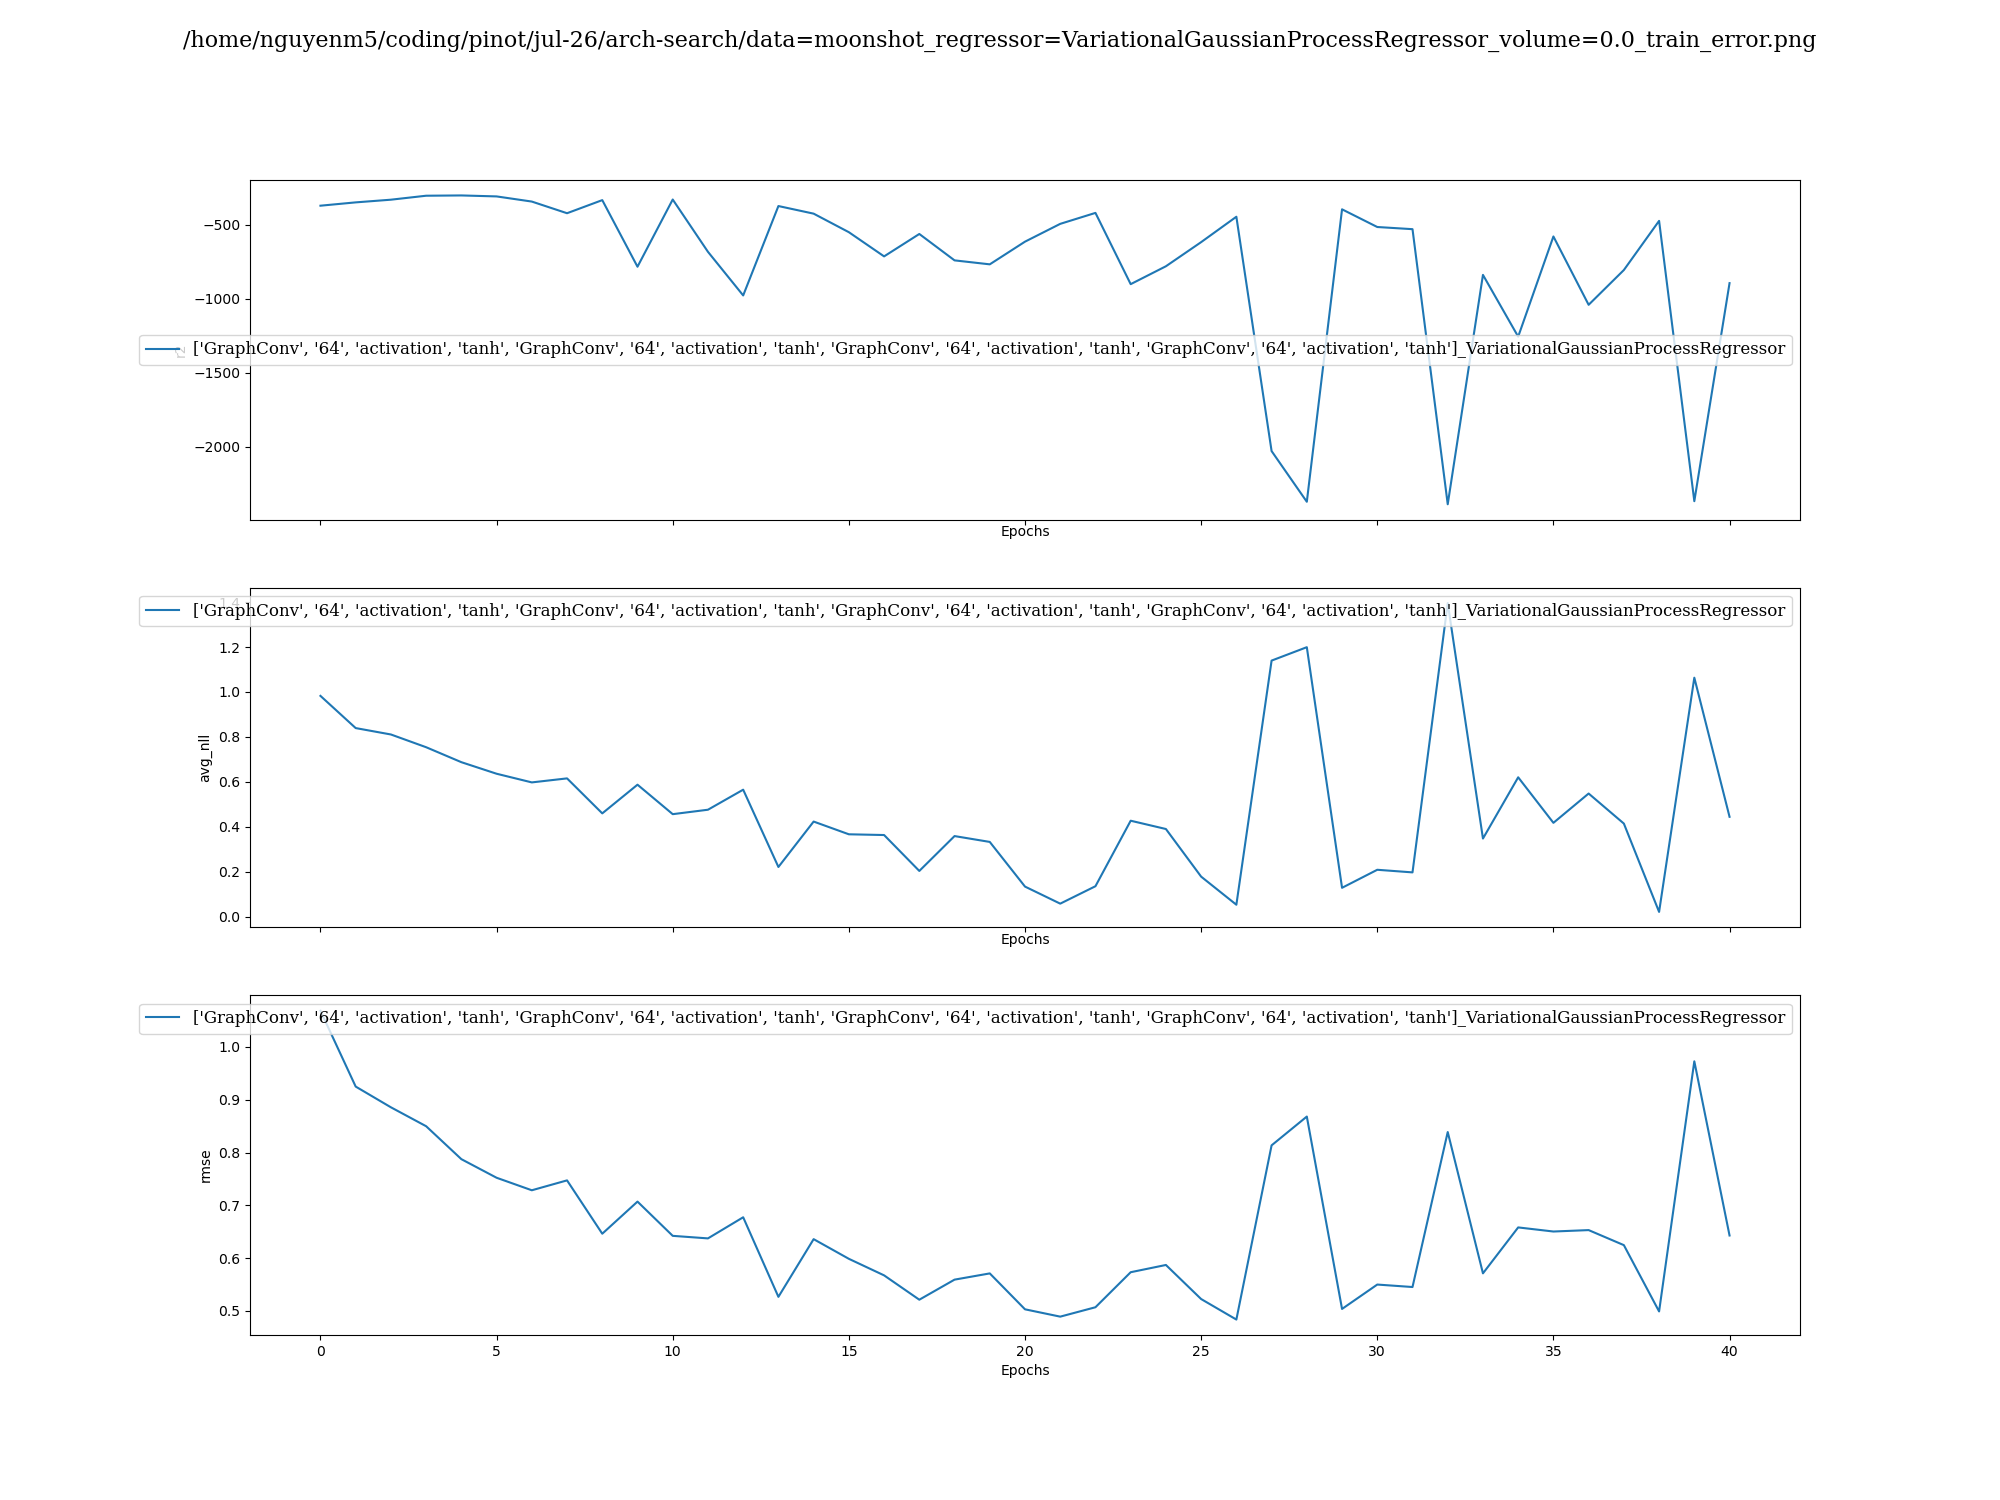 /home/nguyenm5/coding/pinot/jul-26/arch-search/data=moonshot_regressor=VariationalGaussianProcessRegressor_volume=0.0_train_error.png
−500
−1000
['GraphConv', '64', 'activation', 'tanh', 'GraphConv', '64', 'activation', 'tanh', 'GraphConv', '64', 'activation', 'tanh', 'GraphConv', '64', 'activation', 'tanh']_VariationalGaussianProcessRegressor
−1500
−2000
Epochs
1.4
['GraphConv', '64', 'activation', 'tanh', 'GraphConv', '64', 'activation', 'tanh', 'GraphConv', '64', 'activation', 'tanh', 'GraphConv', '64', 'activation', 'tanh']_VariationalGaussianProcessRegressor
1.2
1.0
0.8
avg_nll
0.6
0.4
0.2
0.0
Epochs
['GraphConv', '64', 'activation', 'tanh', 'GraphConv', '64', 'activation', 'tanh', 'GraphConv', '64', 'activation', 'tanh', 'GraphConv', '64', 'activation', 'tanh']_VariationalGaussianProcessRegressor
1.0
0.9
0.8
rmse
0.7
0.6
0.5
0 5 10 15 20 25 30 35 40
Epochs